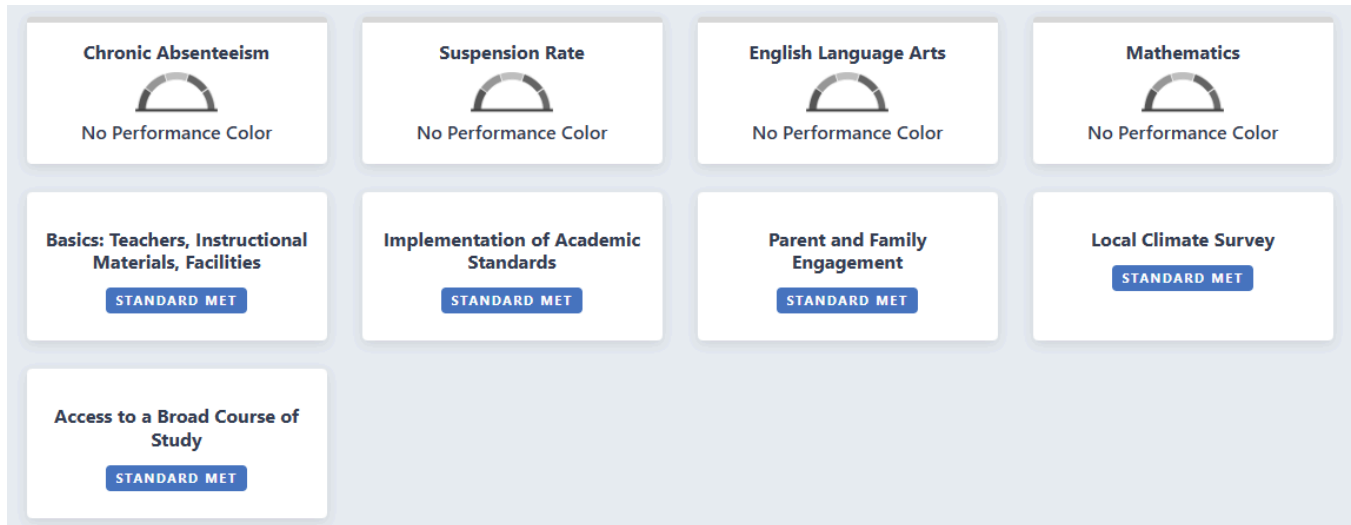 Chronic Absenteeism
No Performance Color
Suspension Rate
No Performance Color
English Language Arts
No Performance Color
Mathematics
No Performance Color
Basics: Teachers, Instructional
Materials, Facilities
STANDARD MET
Implementation of Academic
Standards
STANDARD MET
Parent and Family
Engagement
STANDARD MET
Local Climate Survey
STANDARD MET
Access to a Broad Course of
Study
STANDARD MET